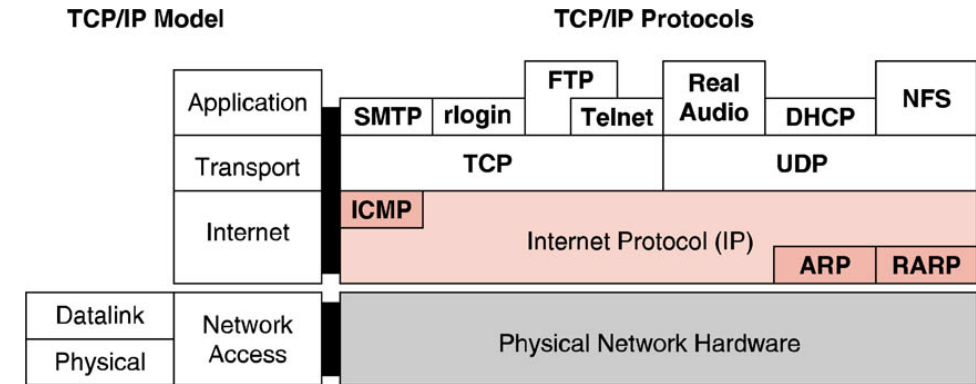 TCP/IP Model
TCP/IP Protocols
Application
SMTP
rlogin
FTP
Telnet
Real
Audio
DHCP
NFS
Transport
TCP
UDP
Internet
ICMP
Internet Protocol (IP)
ARP
RARP
Datalink
Physical
Network
Access
Physical Network Hardware